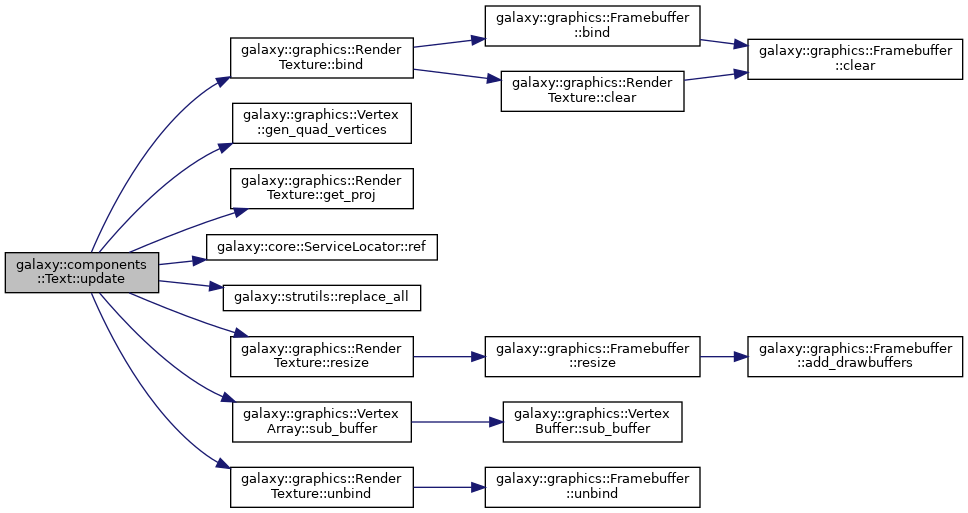 galaxy::components
::Text::update
galaxy::graphics::Render
Texture::bind
galaxy::graphics::Framebuffer
::bind
galaxy::graphics::Render
Texture::clear
galaxy::graphics::Framebuffer
::clear
galaxy::graphics::Vertex
::gen_quad_vertices
galaxy::graphics::Render
Texture::get_proj
galaxy::core::ServiceLocator::ref
galaxy::strutils::replace_all
galaxy::graphics::Render
Texture::resize
galaxy::graphics::Framebuffer
::resize
galaxy::graphics::Framebuffer
::add_drawbuffers
galaxy::graphics::Vertex
Array::sub_buffer
galaxy::graphics::Vertex
Buffer::sub_buffer
galaxy::graphics::Render
Texture::unbind
galaxy::graphics::Framebuffer
::unbind